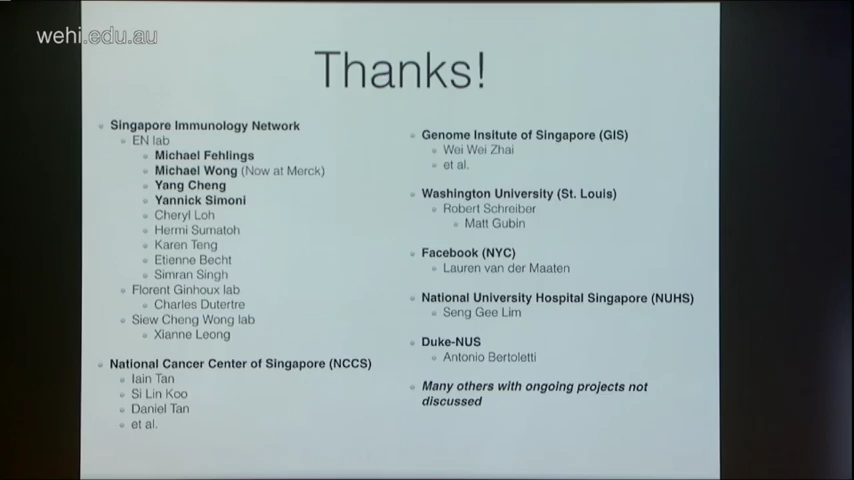 wehi.edu.au
Thanks!
Singapore Immunology Network
EN lab
Michael Fehlings
Michael Wong (Now at Merck)
Yang Cheng
Yannick Simoni
Cheryl Loh
Hermi Sumatoh
Karen Teng
Etienne Becht
Simran Singh
Florent Ginhoux lab
Charles Dutertre
Siew Cheng Wong lab
Xianne Leong
National Cancer Center of Singapore (NCCS)
Iain Tan
Si Lin Koo
Daniel Tan
et al.
Genome Insitute of Singapore (GIS)
Wei Wei Zhai
et al.
Washington University (St. Louis)
Robert Schreiber
Matt Gubin
Facebook (NYC)
Lauren van der Maaten
National University Hospital Singapore (NUHS)
Seng Gee Lim
Duke-NUS
Antonio Bertoletti
Many others with ongoing projects not
discussed